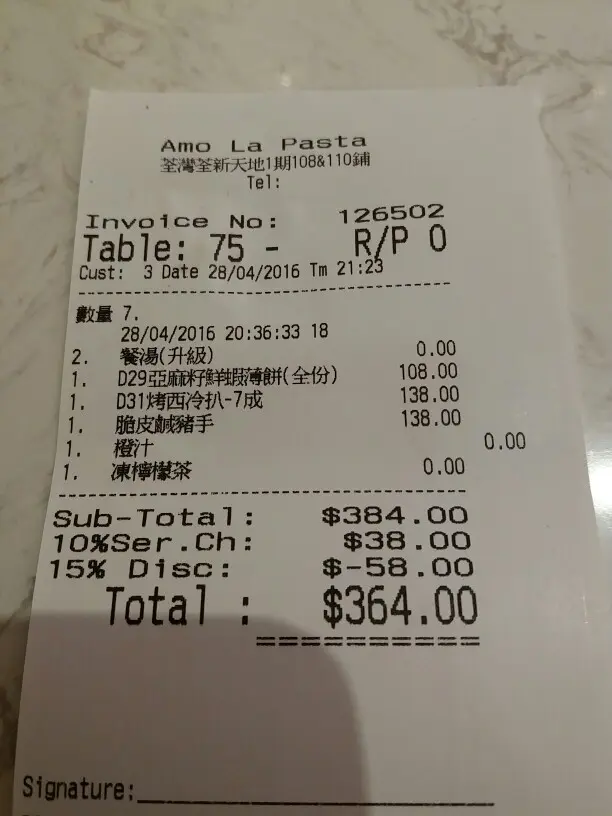 Amo La Pasta
荃灣荃新天地1期108&110鋪
Tel:
Invoice No: 126502
Table: 75 - R/P 0
Cust: 3 Date 28/04/2016 Tm 21:23
數量 7.
28/04/2016 20:36:33 18
2. 餐湯(升級) 0.00
1. D29亞麻籽鮮蝦薄餅(全份) 108.00
1. D31烤西冷扒-7成 138.00
1. 脆皮鹹豬手 138.00
1. 橙汁 0.00
1. 凍檸檬茶 0.00
Sub-Total: $384.00
10%Ser.Ch: $38.00
15% Disc: $-58.00
Total : $364.00
==========
Signature: